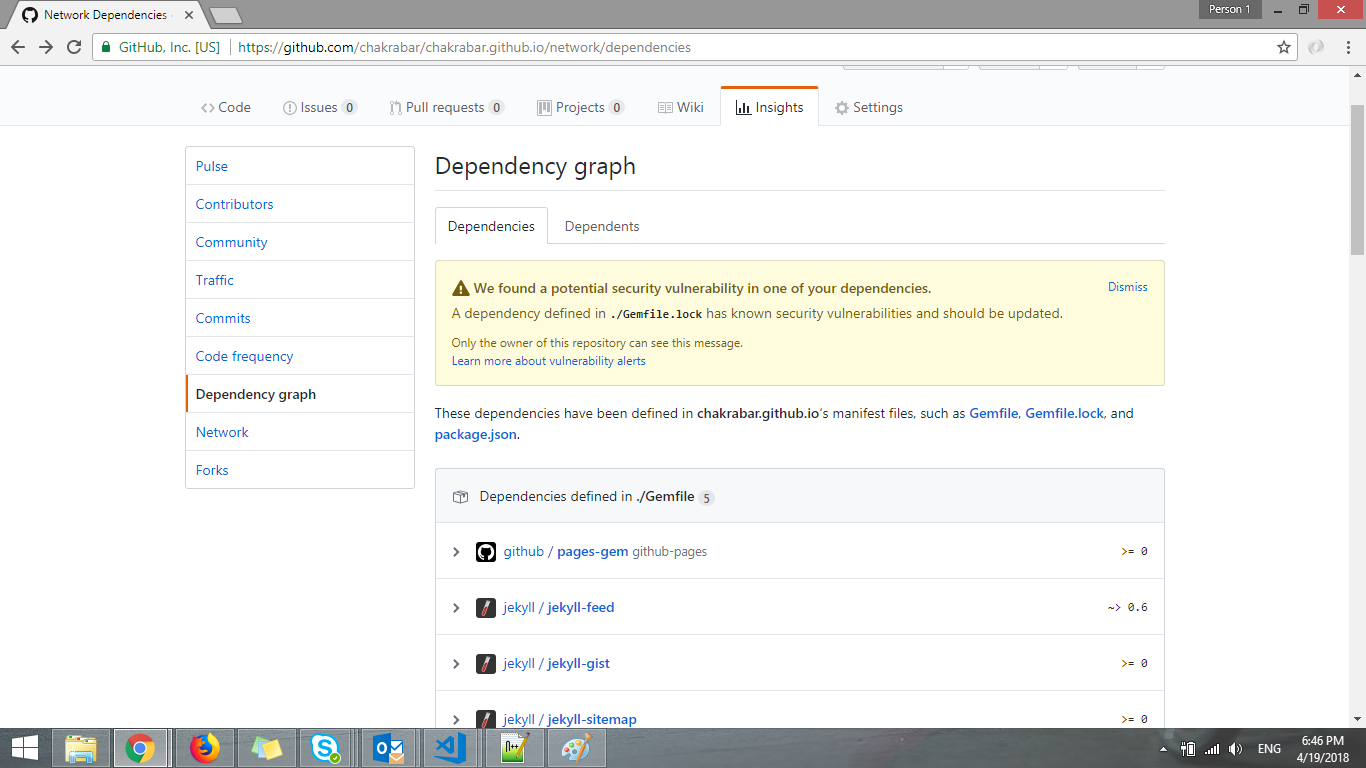 Network Dependencies
Person 1
GitHub, Inc. [US]
https://github.com/chakrabar/chakrabar.github.io/network/dependencies
<> Code
Issues 0
Pull requests 0
Projects 0
Wiki
Insights
Settings
Pulse
Contributors
Community
Traffic
Commits
Code frequency
Dependency graph
Network
Forks
Dependency graph
Dependencies
Dependents
We found a potential security vulnerability in one of your dependencies.
Dismiss
A dependency defined in ./Gemfile.lock has known security vulnerabilities and should be updated.
Only the owner of this repository can see this message.
Learn more about vulnerability alerts
These dependencies have been defined in chakrabar.github.io's manifest files, such as Gemfile, Gemfile.lock, and
package.json.
Dependencies defined in ./Gemfile 5
github / pages-gem github-pages >= 0
jekyll / jekyll-feed ~> 0.6
jekyll / jekyll-gist >= 0
jekyll / jekyll-sitemap >= 0
ENG
6:46 PM
4/19/2018